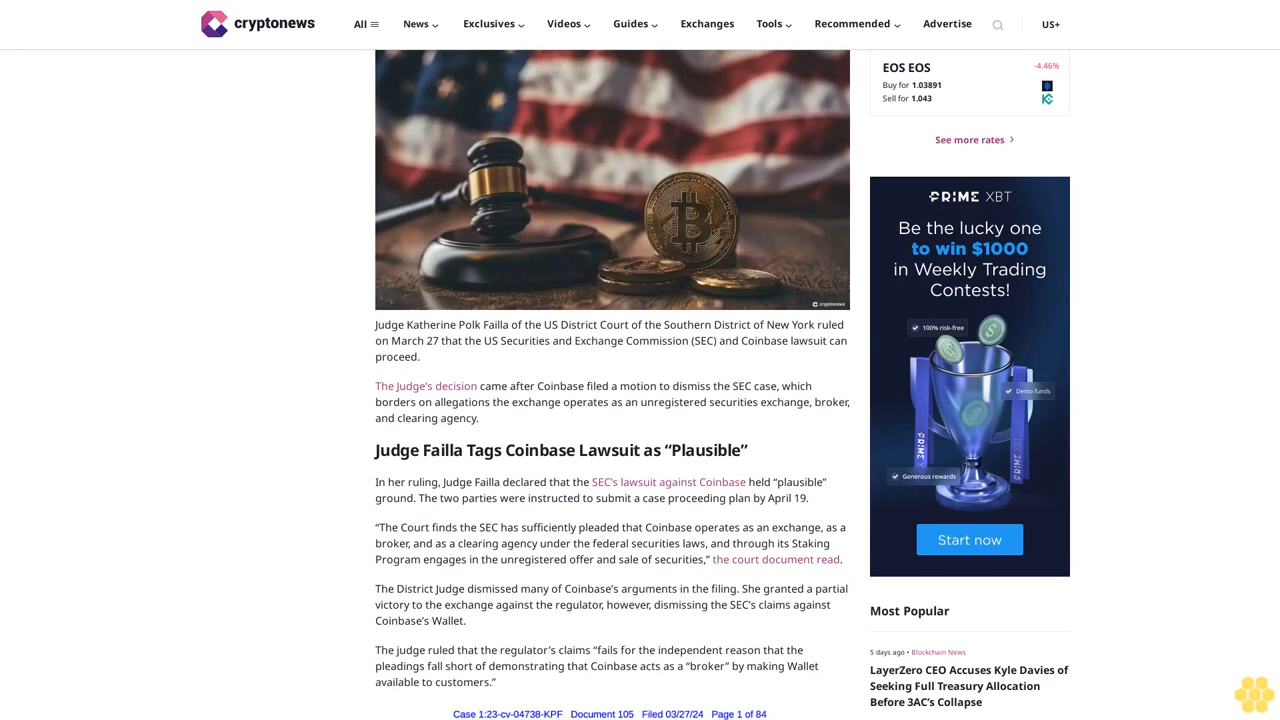 cryptonews
All
News
Exclusives
Videos
Guides
Exchanges
Tools
Recommended
Advertise
US+
cryptonews
Judge Katherine Polk Failla of the US District Court of the Southern District of New York ruled
on March 27 that the US Securities and Exchange Commission (SEC) and Coinbase lawsuit can
proceed.
The Judge’s decision came after Coinbase filed a motion to dismiss the SEC case, which
borders on allegations the exchange operates as an unregistered securities exchange, broker,
and clearing agency.
Judge Failla Tags Coinbase Lawsuit as “Plausible”
In her ruling, Judge Failla declared that the SEC’s lawsuit against Coinbase held “plausible”
ground. The two parties were instructed to submit a case proceeding plan by April 19.
“The Court finds the SEC has sufficiently pleaded that Coinbase operates as an exchange, as a
broker, and as a clearing agency under the federal securities laws, and through its Staking
Program engages in the unregistered offer and sale of securities,” the court document read.
The District Judge dismissed many of Coinbase’s arguments in the filing. She granted a partial
victory to the exchange against the regulator, however, dismissing the SEC’s claims against
Coinbase’s Wallet.
The judge ruled that the regulator’s claims “fails for the independent reason that the
pleadings fall short of demonstrating that Coinbase acts as a “broker” by making Wallet
available to customers.”
Case 1:23-cv-04738-KPF Document 105 Filed 03/27/24 Page 1 of 84
EOS EOS
-4.46%
Buy for 1.03891
Sell for 1.043
See more rates
PRIME XBT
Be the lucky one
to win $1000
in Weekly Trading
Contests!
100% risk-free
Demo funds
PRIME
PRIME XBT
Generous rewards
Start now
Most Popular
5 days ago • Blockchain News
LayerZero CEO Accuses Kyle Davies of
Seeking Full Treasury Allocation
Before 3AC’s Collapse